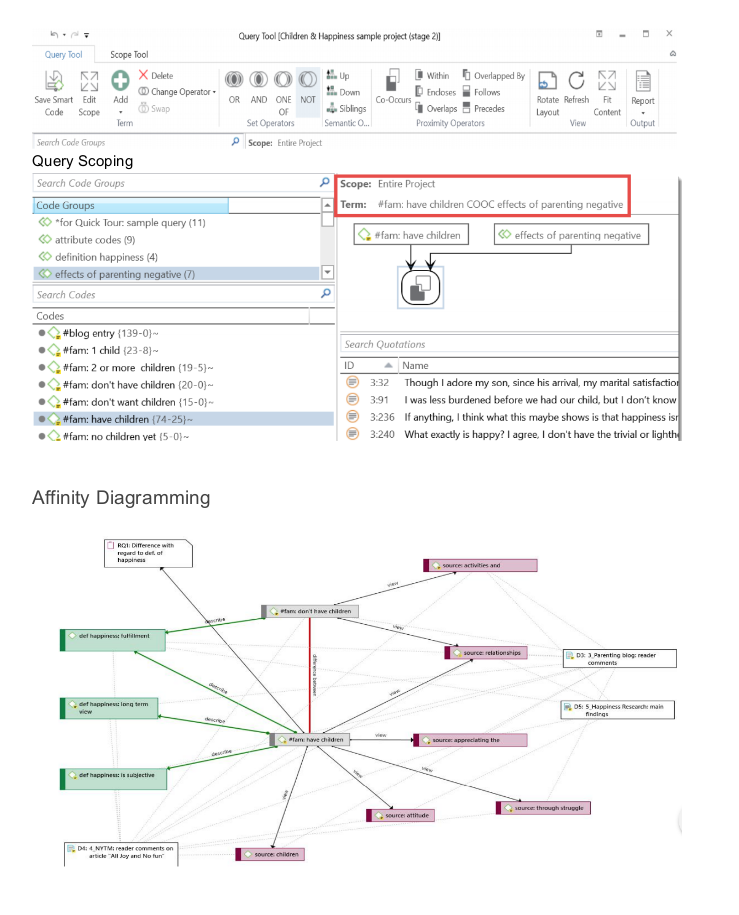 Query Tool [Children & Happiness sample project (stage 2)]
Query Tool Scope Tool
Save Smart Code
Edit Scope
Add
Delete
Change Operator
Swap
Term
OR AND ONE OF NOT
Set Operators
Up
Down
Siblings
Semantic O...
Co-Occurs
Within
Encloses
Overlaps
Overlapped By
Follows
Precedes
Proximity Operators
Rotate Layout
Refresh
Fit Content
View
Report
Output
Search Code Groups
Scope: Entire Project
Query Scoping
Search Code Groups
Code Groups
*for Quick Tour: sample query (11)
attribute codes (9)
definition happiness (4)
effects of parenting negative (7)
Search Codes
Codes
#blog entry {139-0}~
#fam: 1 child {23-8}~
#fam: 2 or more children {19-5}~
#fam: don't have children {20-0}~
#fam: don't want children {15-0}~
#fam: have children {74-25}~
#fam: no children yet {5-0}~
Scope: Entire Project
Term: #fam: have children COOC effects of parenting negative
#fam: have children
effects of parenting negative
Search Quotations
ID Name
3:32 Though I adore my son, since his arrival, my marital satisfaction
3:91 I was less burdened before we had our child, but I don't know
3:236 If anything, I think what this maybe shows is that happiness isn
3:240 What exactly is happy? I agree, I don't have the trivial or lighthe
Affinity Diagramming
RQ1: Difference with
regard to def. of
happiness
source: activities and
view
#fam: don't have children
describe
def happiness: fulfillment
view
source: relationships
D3: 3_Parenting blog: reader
comments
difference between
describe
view
def happiness: long term
view
D5: 5_Happiness Research: main
findings
describe
#fam: have children
view
source: appreciating the
describe
def happiness: is subjective
view
view
view
source: through struggle
source: attitude
D4: 4_NYTM: reader comments on
article "All Joy and No fun"
source: children